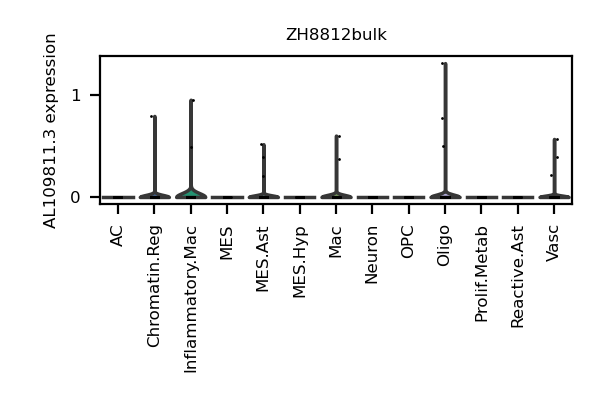 ZH8812bulk
AL109811.3 expression
1
0
AC
Chromatin.Reg
Inflammatory.Mac
MES
MES.Ast
MES.Hyp
Mac
Neuron
OPC
Oligo
Prolif.Metab
Reactive.Ast
Vasc